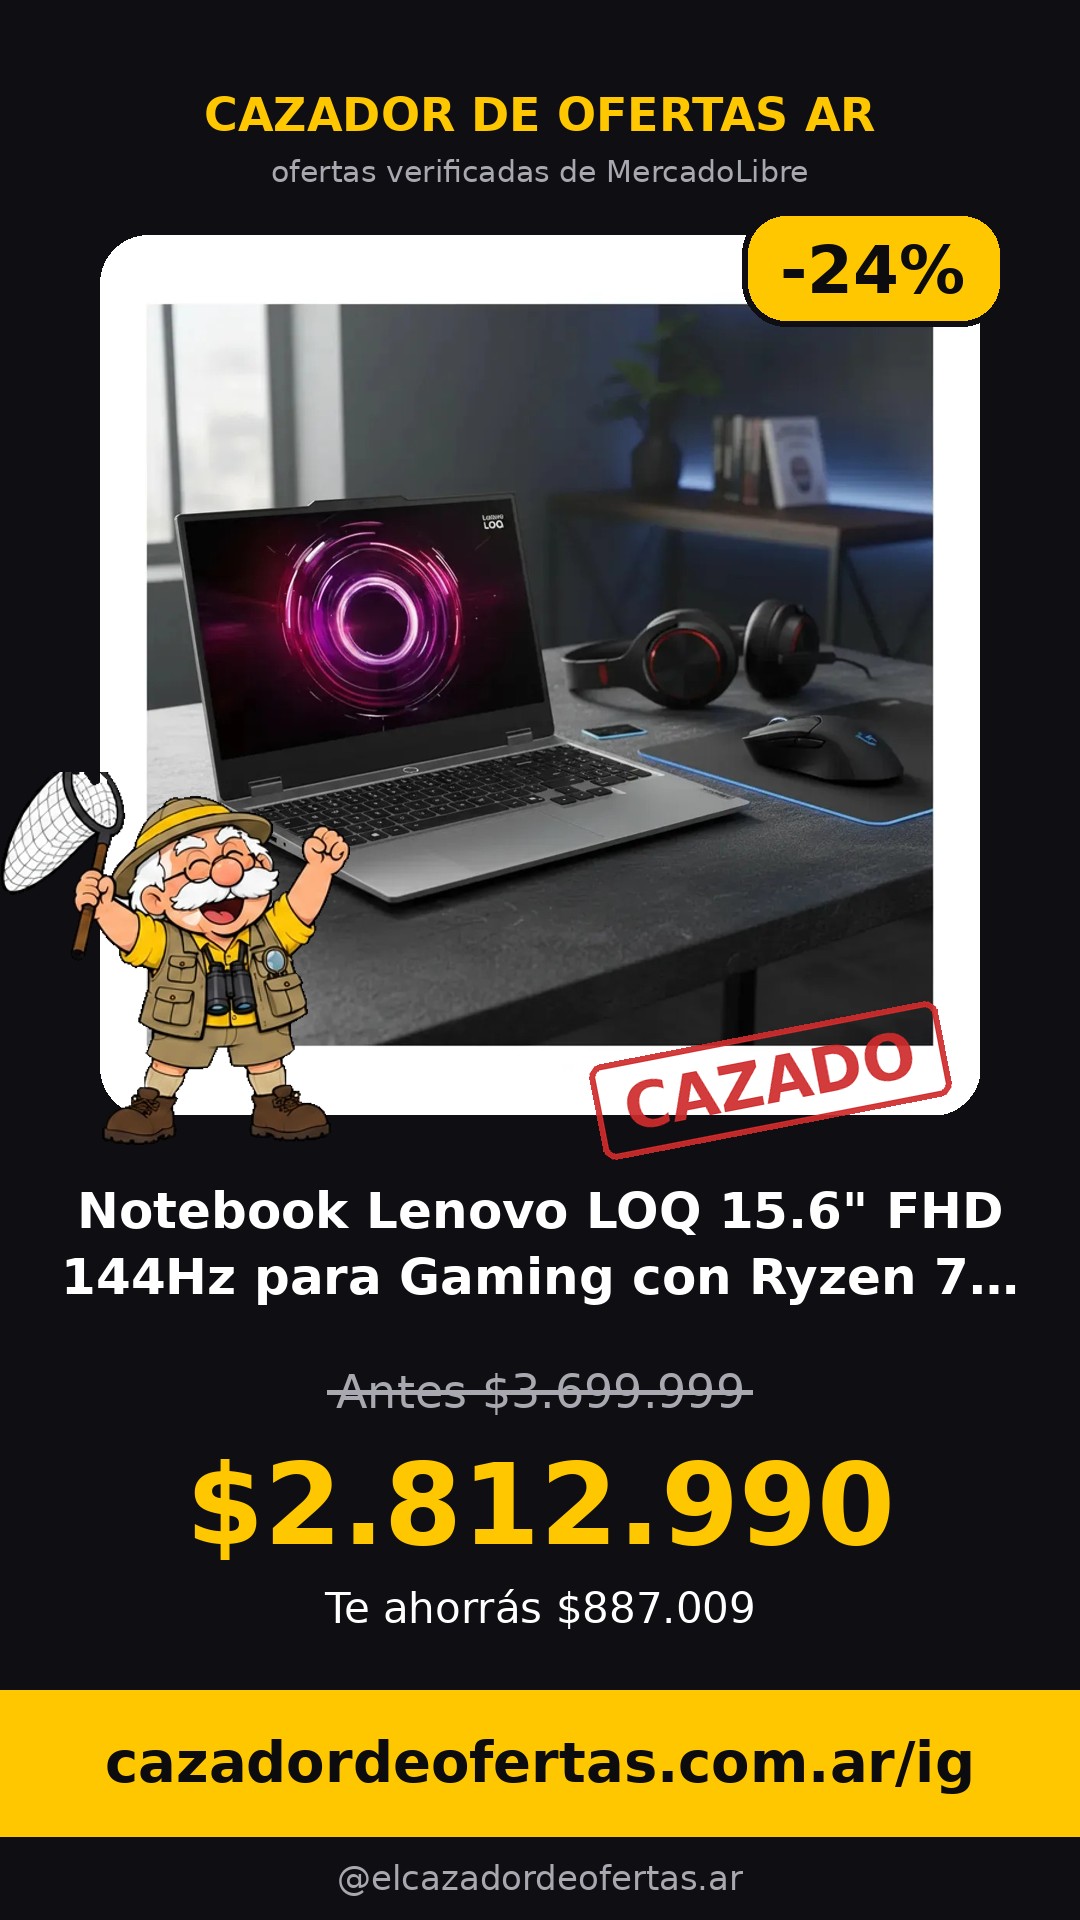 CAZADOR DE OFERTAS AR
ofertas verificadas de MercadoLibre
-24%
Lenovo
LOQ
CAZADO
Notebook Lenovo LOQ 15.6" FHD
144Hz para Gaming con Ryzen 7...
Antes $3.699.999
$2.812.990
Te ahorrás $887.009
cazadordeofertas.com.ar/ig
@elcazadordeofertas.ar